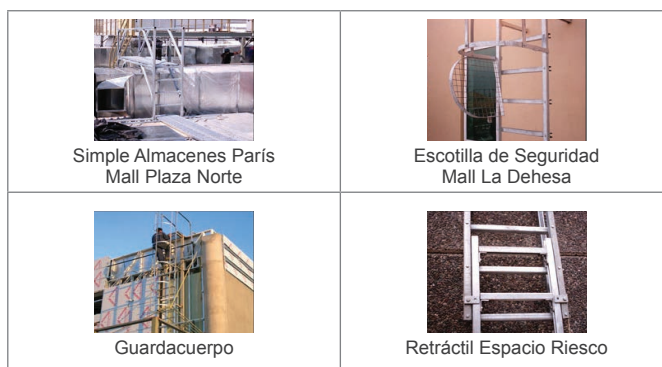 Simple Almacenes París
Mall Plaza Norte
Escotilla de Seguridad
Mall La Dehesa
Guardacuerpo
Retráctil Espacio Riesco